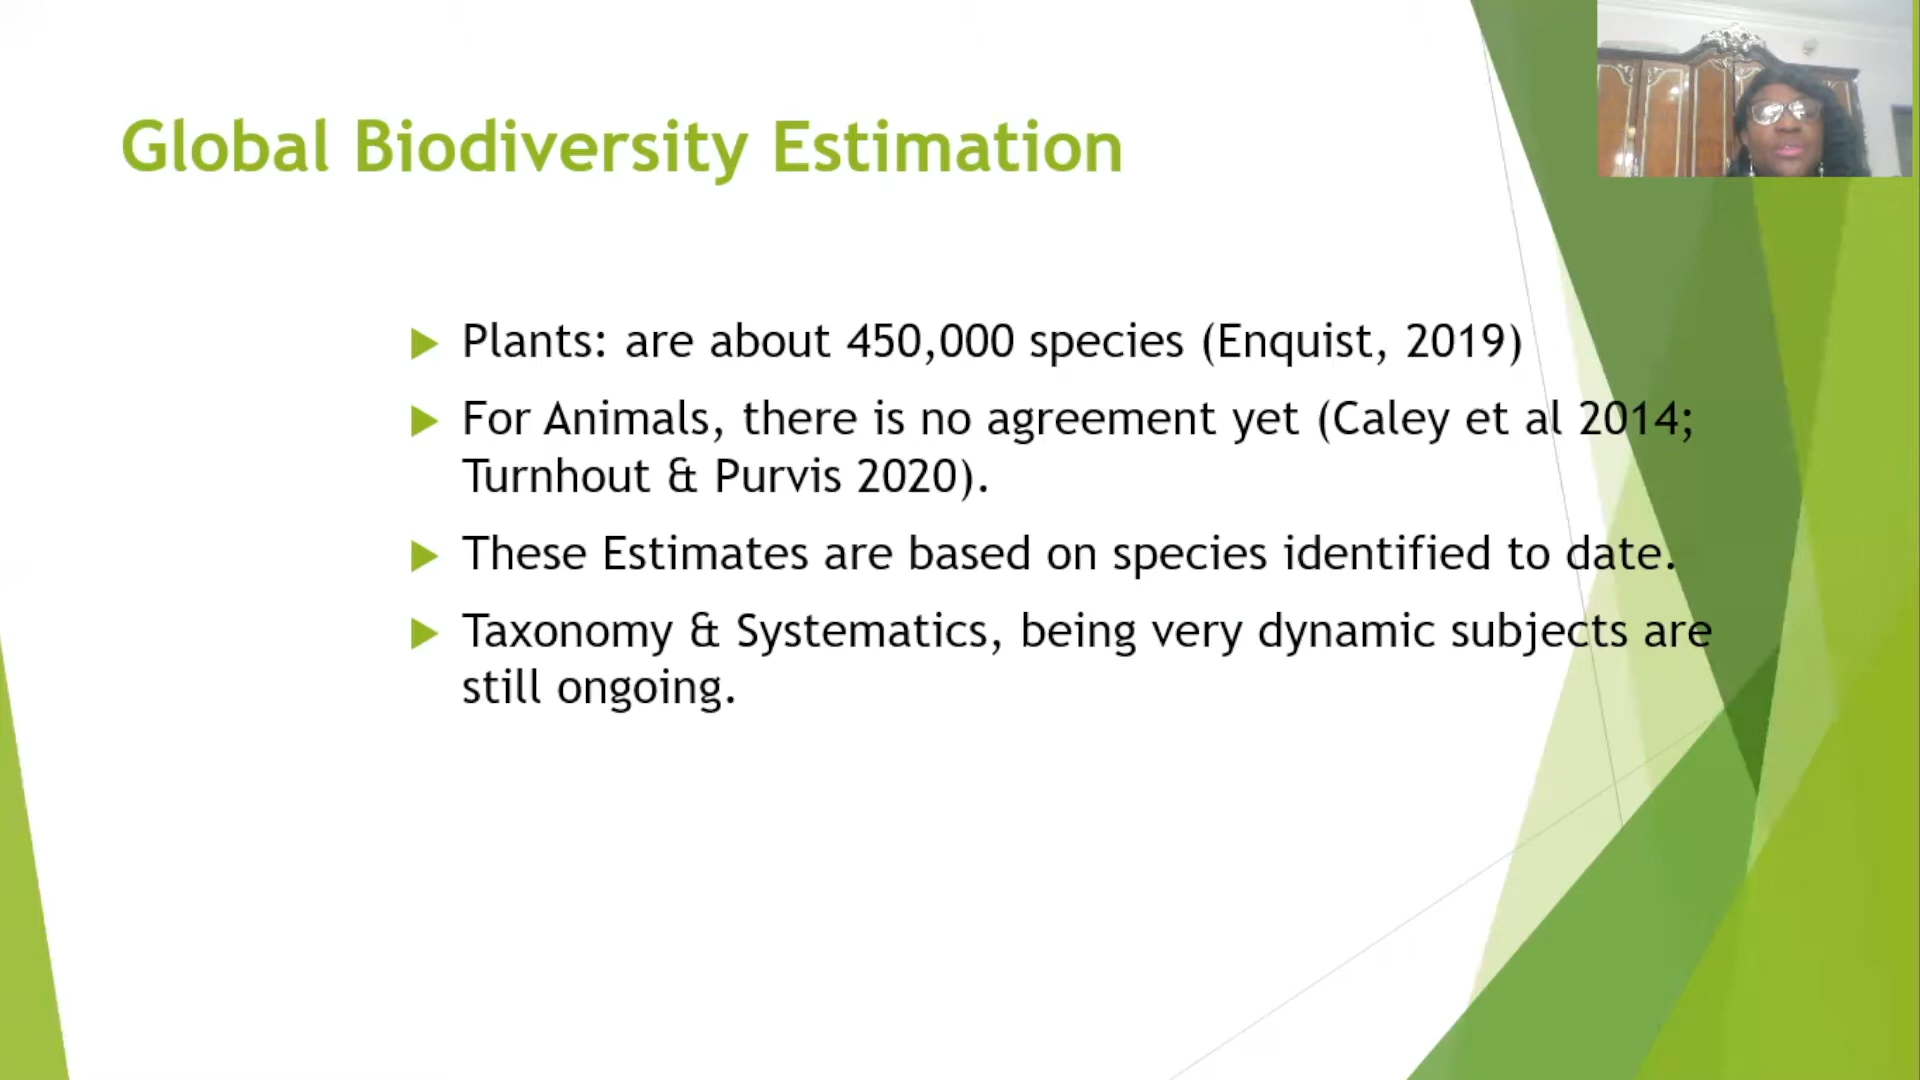 Global Biodiversity Estimation
Plants: are about 450,000 species (Enquist, 2019)
For Animals, there is no agreement yet (Caley et al 2014;
Turnhout & Purvis 2020).
These Estimates are based on species identified to date.
Taxonomy & Systematics, being very dynamic subjects are
still ongoing.